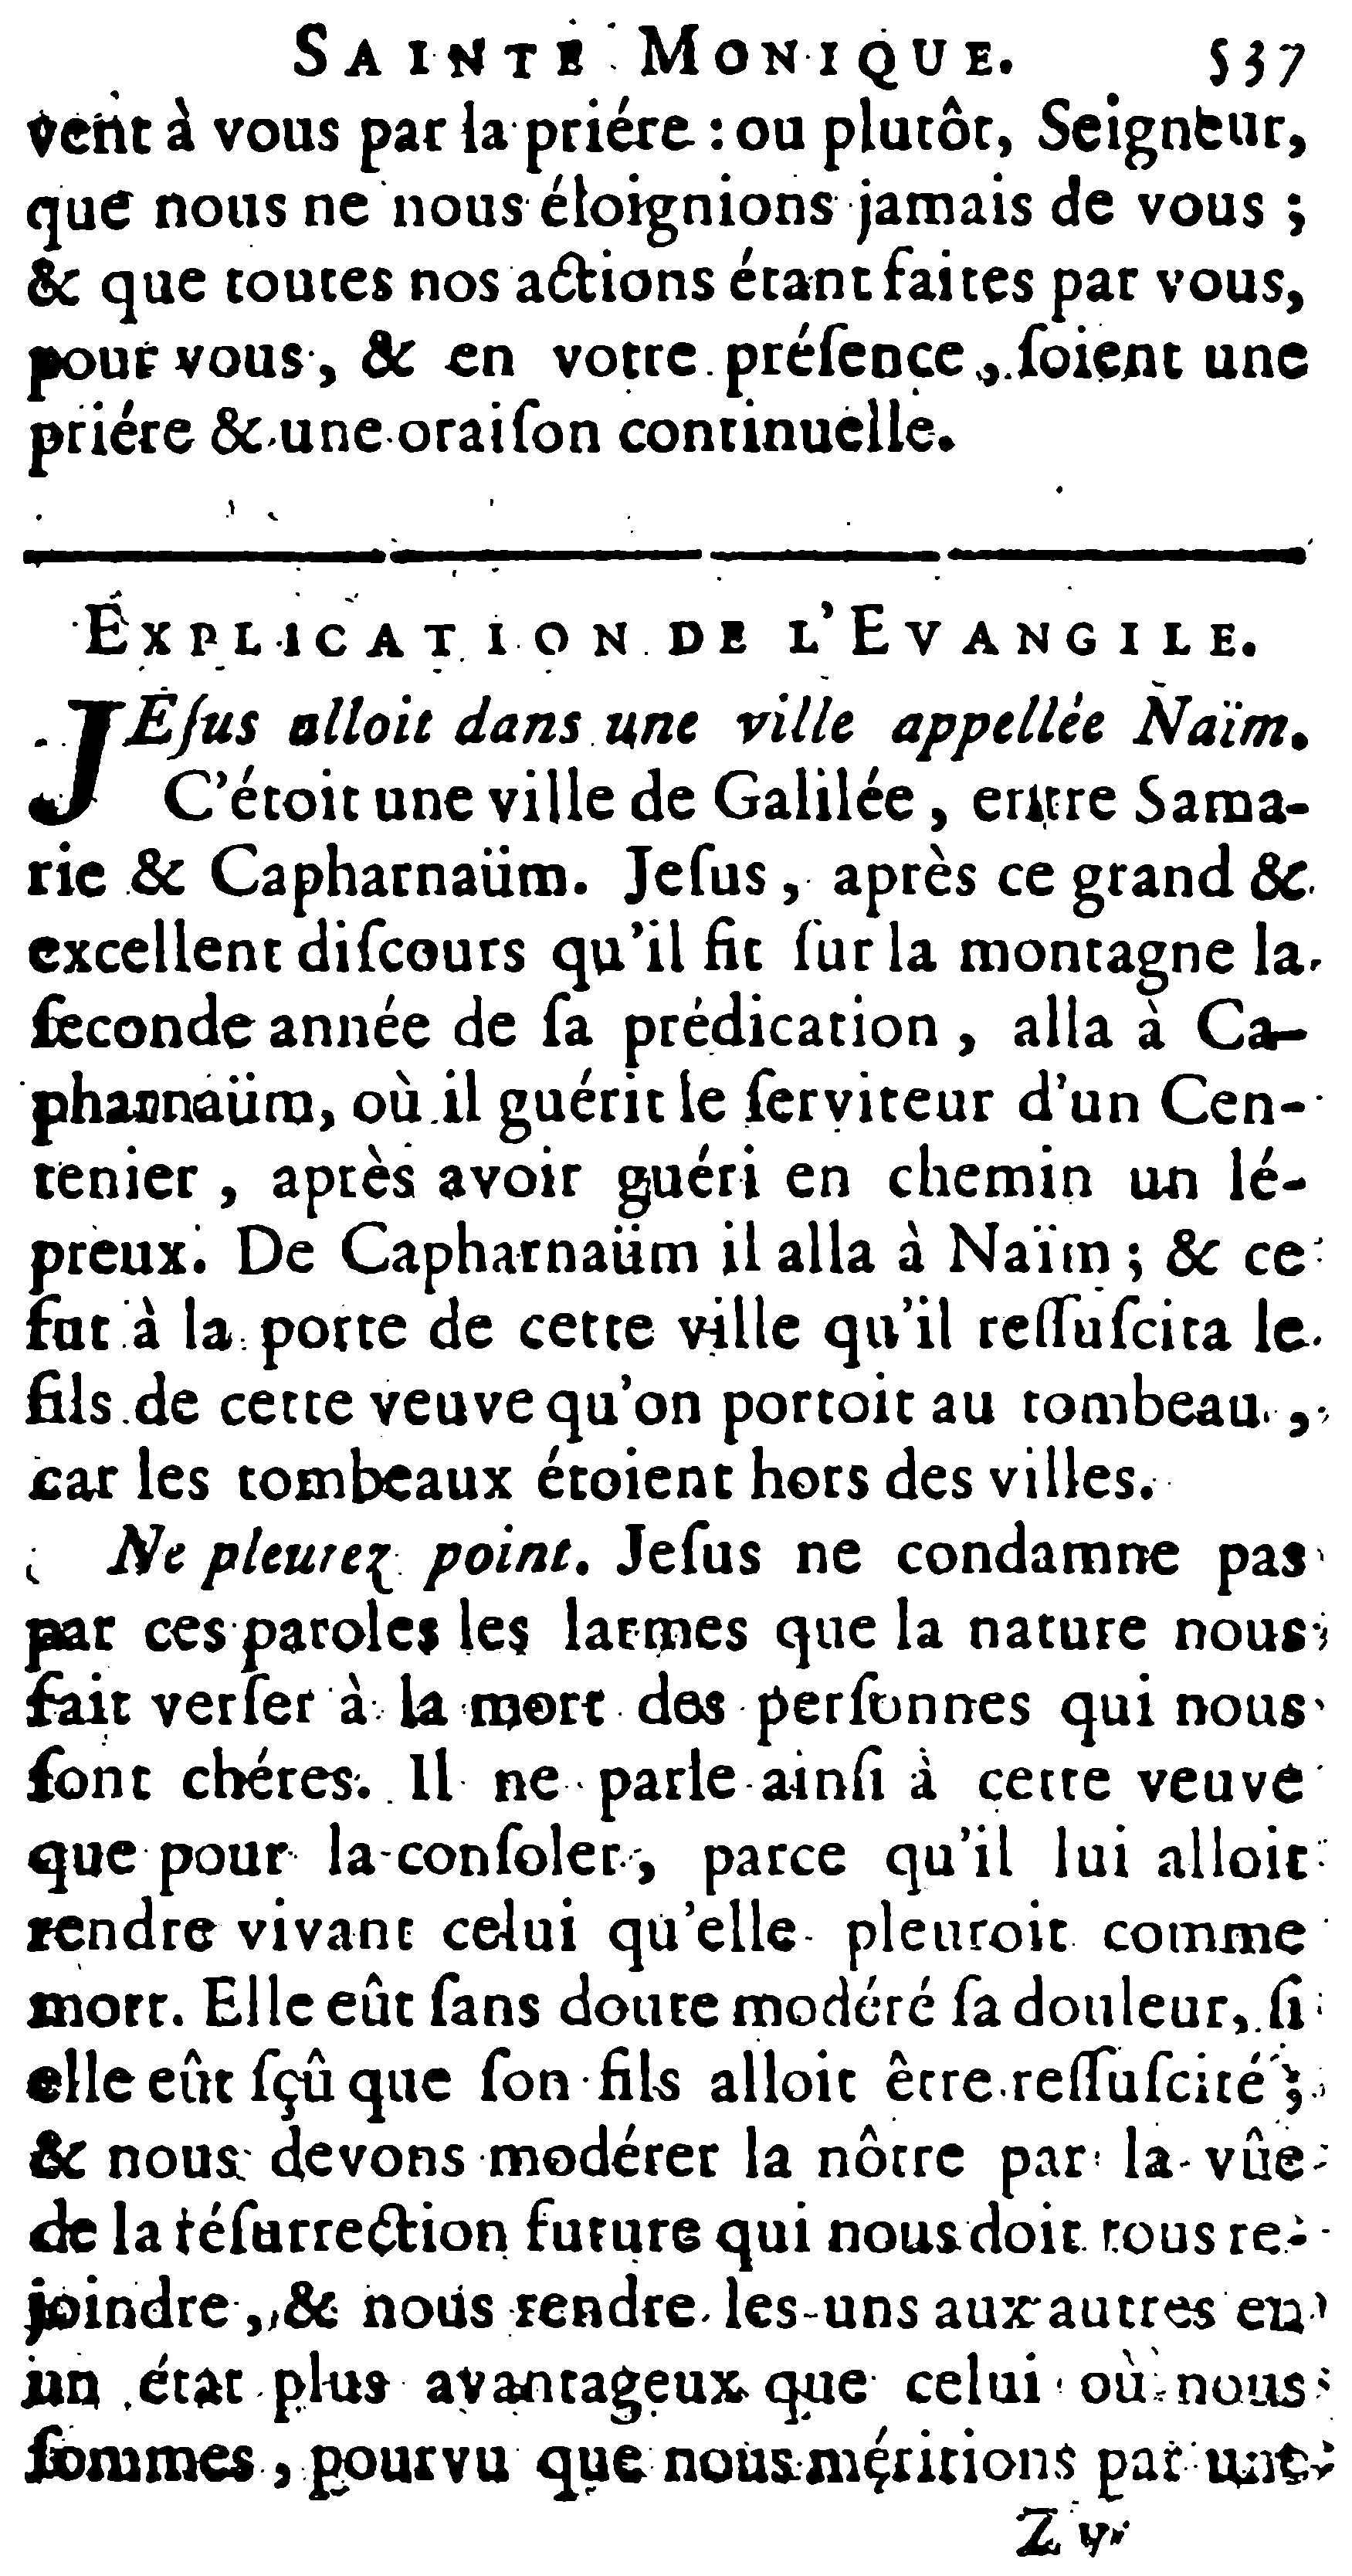 SAINTE MONIQUE. 537
vent à vous par la priére : ou plutôt, Seigneur,
que nous ne nous éloignions jamais de vous ;
& que toutes nos actions étant faites par vous,
pour vous, & en votre préſence, ſoient une
priére & une oraiſon continuelle.
EXPLICATION DE L'EVANGILE.
JEſus alloit dans une ville appellée Naïm.
C'étoit une ville de Galilée, entre Sama-
rie & Capharnaüm. Jeſus, après ce grand &
excellent diſcours qu'il fit ſur la montagne la
ſeconde année de ſa prédication, alla à Ca-
pharnaüm, où il guérit le ſerviteur d'un Cen-
tenier, après avoir guéri en chemin un lé-
preux. De Capharnaüm il alla à Naïm ; & ce
fut à la porte de cette ville qu'il reſſuſcita le
fils de cette veuve qu'on portoit au tombeau,
car les tombeaux étoient hors des villes.
Ne pleurez point. Jeſus ne condamne pas
par ces paroles les larmes que la nature nous
fait verſer à la mort des perſonnes qui nous
ſont chéres. Il ne parle ainſi à cette veuve
que pour la conſoler, parce qu'il lui alloit
rendre vivant celui qu'elle pleuroit comme
mort. Elle eût ſans doute modéré ſa douleur, ſi
elle eût ſçû que ſon fils alloit être reſſuſcité ;
& nous devons modérer la nôtre par la vûe
de la réſurrection future qui nous doit tous re-
joindre, & nous rendre les uns aux autres en
un état plus avantageux que celui où nous
ſommes, pourvu que nous méritions par une
Z v